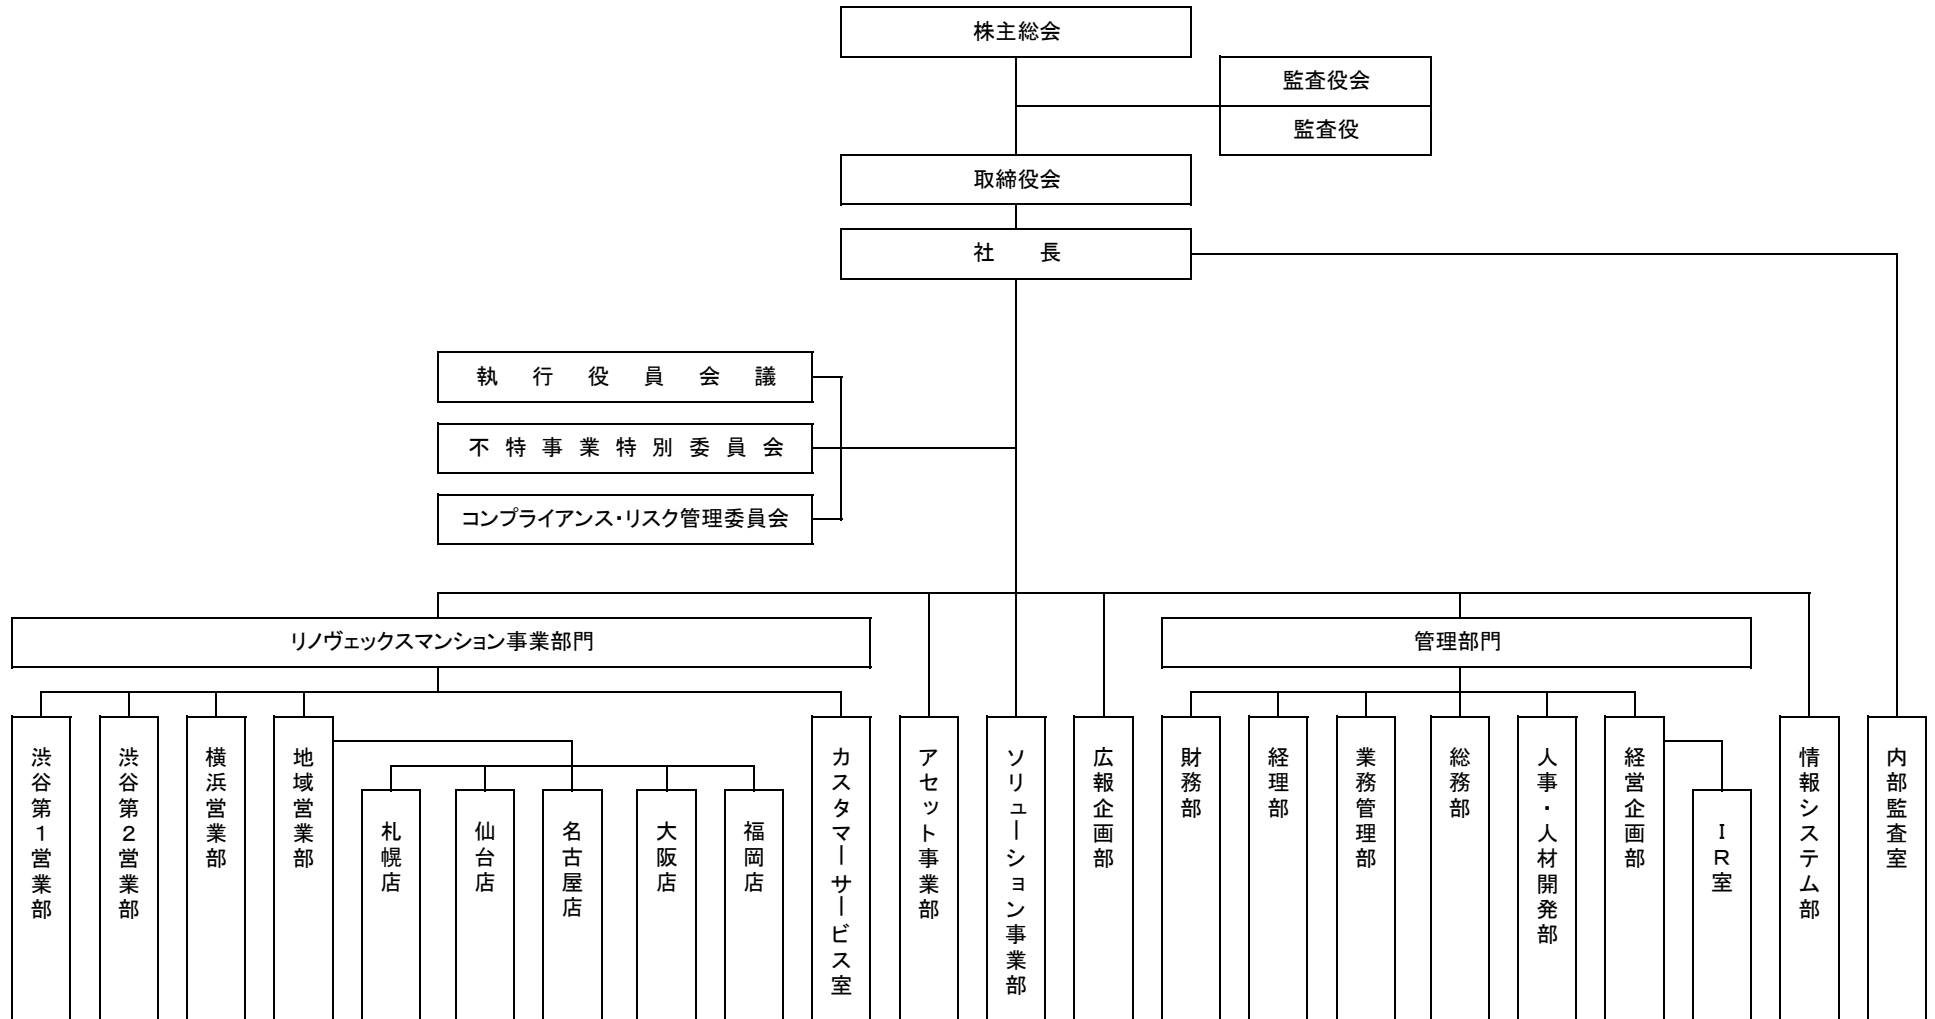 株主総会
監査役会
監査役
取締役会
社　長
執行役員会議
不特事業特別委員会
コンプライアンス・リスク管理委員会
リノヴェックスマンション事業部門
管理部門
渋谷第1営業部
渋谷第2営業部
横浜営業部
地域営業部
札幌店
仙台店
名古屋店
大阪店
福岡店
カスタマーサービス室
アセット事業部
ソリューション事業部
広報企画部
財務部
経理部
業務管理部
総務部
人事・人材開発部
経営企画部
IR室
情報システム部
内部監査室